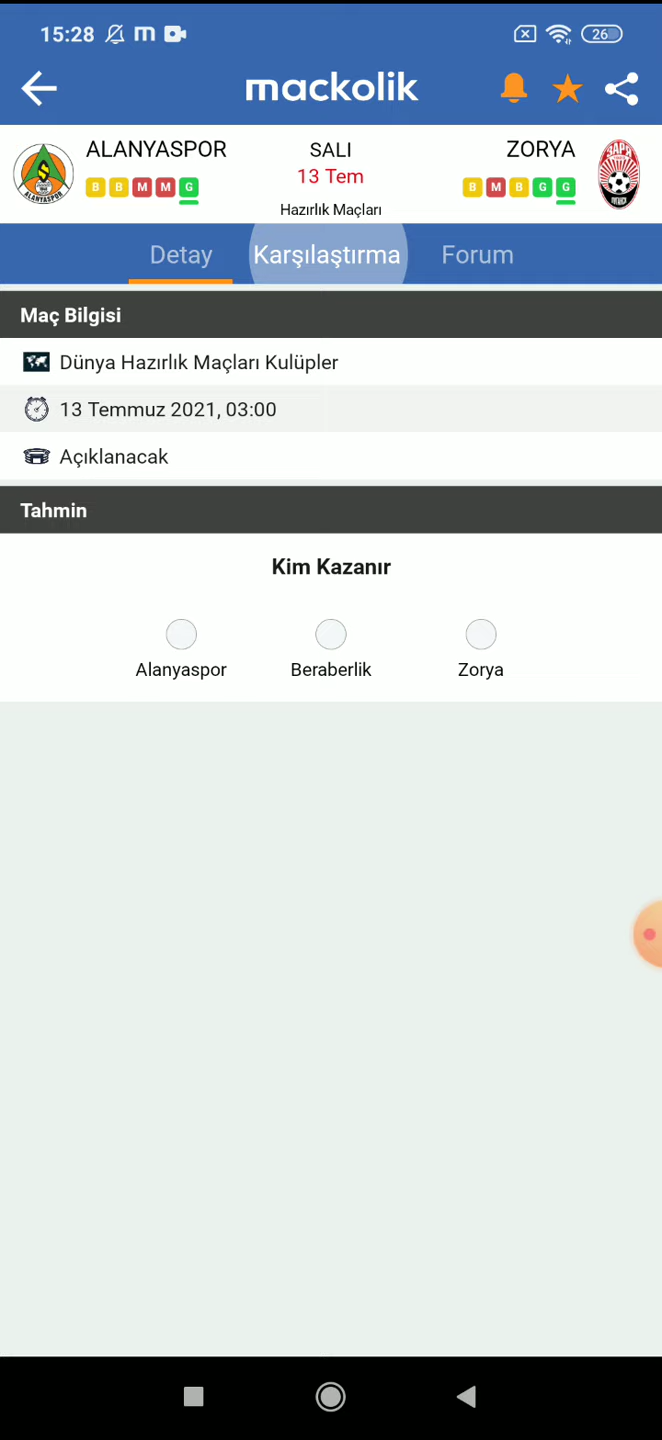 15:28 26
mackolik
ALANYASPOR SALI ZORYA
B B M M G 13 Tem B M B G G
Hazırlık Maçları
Detay Karşılaştırma Forum
Maç Bilgisi
Dünya Hazırlık Maçları Kulüpler
13 Temmuz 2021, 03:00
Açıklanacak
Tahmin
Kim Kazanır
Alanyaspor Beraberlik Zorya